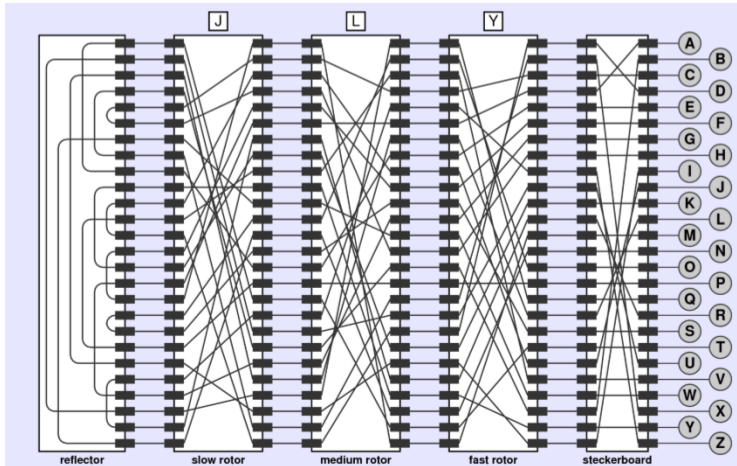 J L Y
A
B
C
D
E
F
G
H
I
J
K
L
M
N
O
P
Q
R
S
T
U
V
W
X
Y
Z
reflector slow rotor medium rotor fast rotor steckerboard